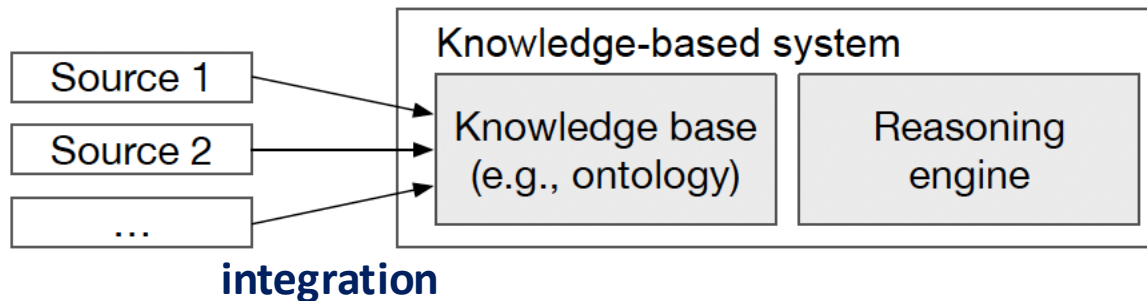 Knowledge-based system
Source 1
Source 2
...
Knowledge base
(e.g., ontology)
Reasoning
engine
integration